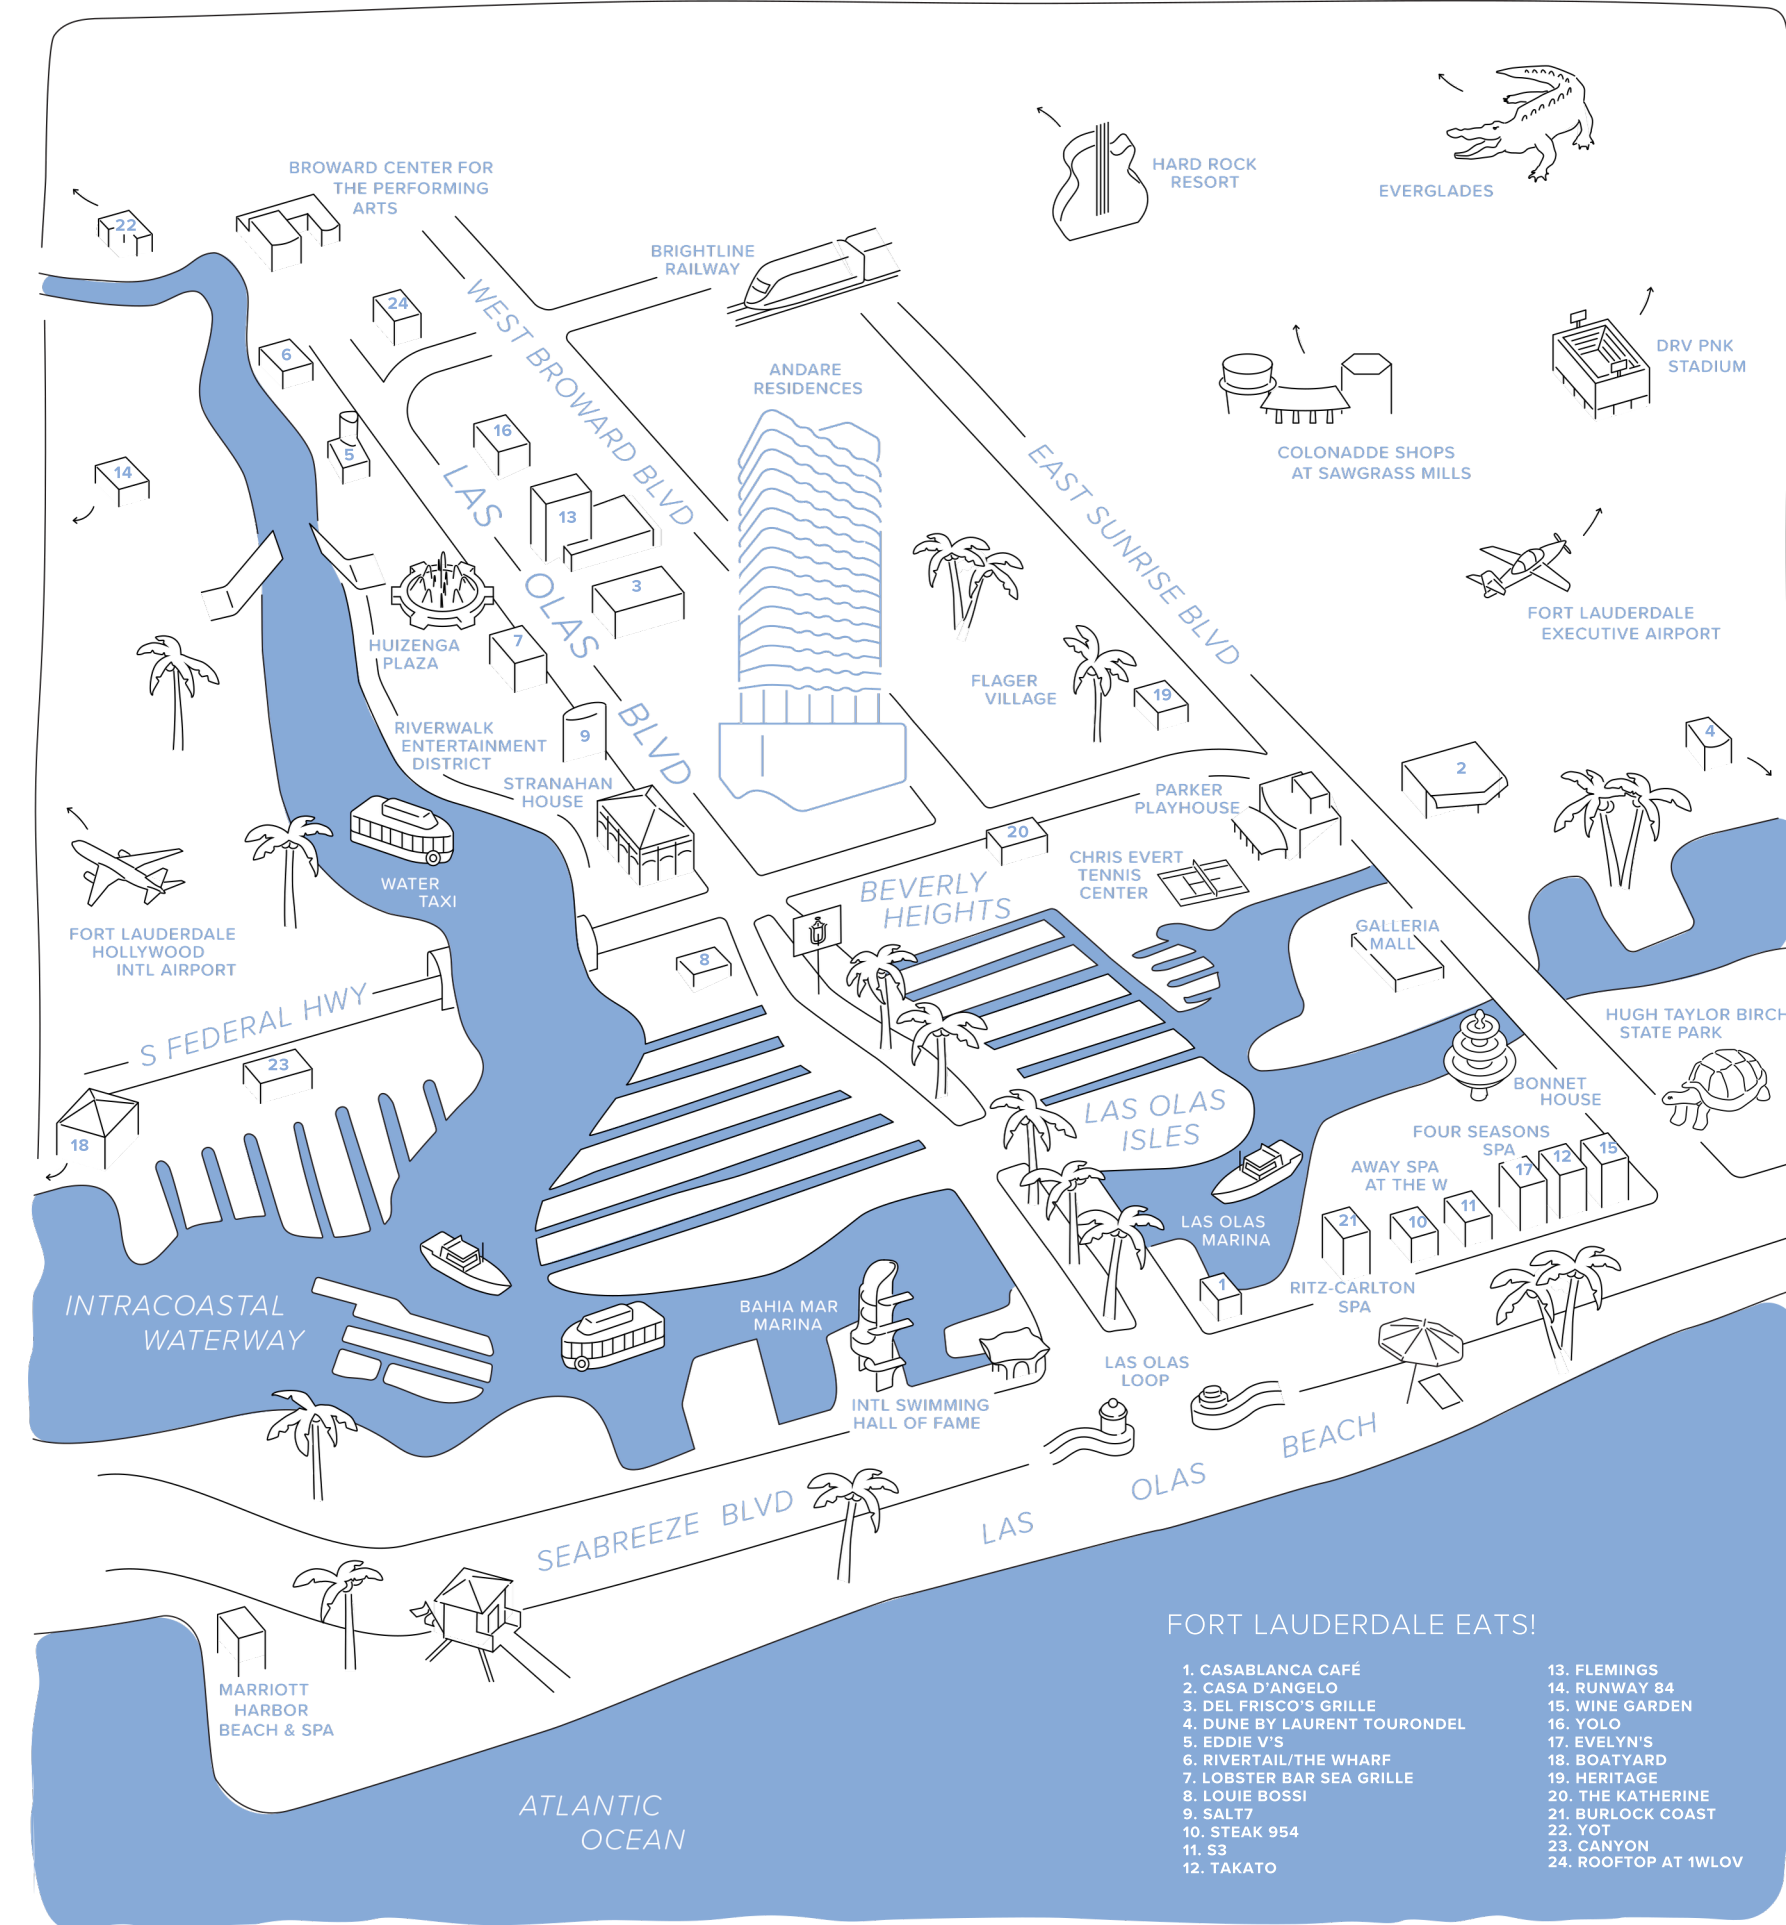 BROWARD CENTER FOR
THE PERFORMING
ARTS
22
24
6
BRIGHTLINE
RAILWAY
HARD ROCK
RESORT
EVERGLADES
DRV PNK
STADIUM
COLONADDE SHOPS
AT SAWGRASS MILLS
FORT LAUDERDALE
EXECUTIVE AIRPORT
WEST BROWARD BLVD
ANDARE
RESIDENCES
EAST SUNRISE BLVD
14
5
16
13
3
LAS OLAS BLVD
HUIZENGA
PLAZA
7
9
RIVERWALK
ENTERTAINMENT
DISTRICT
STRANAHAN
HOUSE
FLAGER
VILLAGE
19
4
2
PARKER
PLAYHOUSE
20
CHRIS EVERT
TENNIS
CENTER
BEVERLY
HEIGHTS
GALLERIA
MALL
WATER
TAXI
FORT LAUDERDALE
HOLLYWOOD
INTL AIRPORT
8
S FEDERAL HWY
23
18
HUGH TAYLOR BIRCH
STATE PARK
BONNET
HOUSE
LAS OLAS
ISLES
FOUR SEASONS
SPA
AWAY SPA
AT THE W
17
12
15
11
10
21
LAS OLAS
MARINA
RITZ-CARLTON
SPA
1
INTRACOASTAL
WATERWAY
BAHIA MAR
MARINA
LAS OLAS
LOOP
INTL SWIMMING
HALL OF FAME
SEABREEZE BLVD
LAS OLAS BEACH
MARRIOTT
HARBOR
BEACH & SPA
ATLANTIC
OCEAN
FORT LAUDERDALE EATS!
1. CASABLANCA CAFÉ
2. CASA D'ANGELO
3. DEL FRISCO'S GRILLE
4. DUNE BY LAURENT TOURONDEL
5. EDDIE V'S
6. RIVERTAIL/THE WHARF
7. LOBSTER BAR SEA GRILLE
8. LOUIE BOSSI
9. SALT7
10. STEAK 954
11. S3
12. TAKATO
13. FLEMINGS
14. RUNWAY 84
15. WINE GARDEN
16. YOLO
17. EVELYN'S
18. BOATYARD
19. HERITAGE
20. THE KATHERINE
21. BURLOCK COAST
22. YOT
23. CANYON
24. ROOFTOP AT 1WLOV